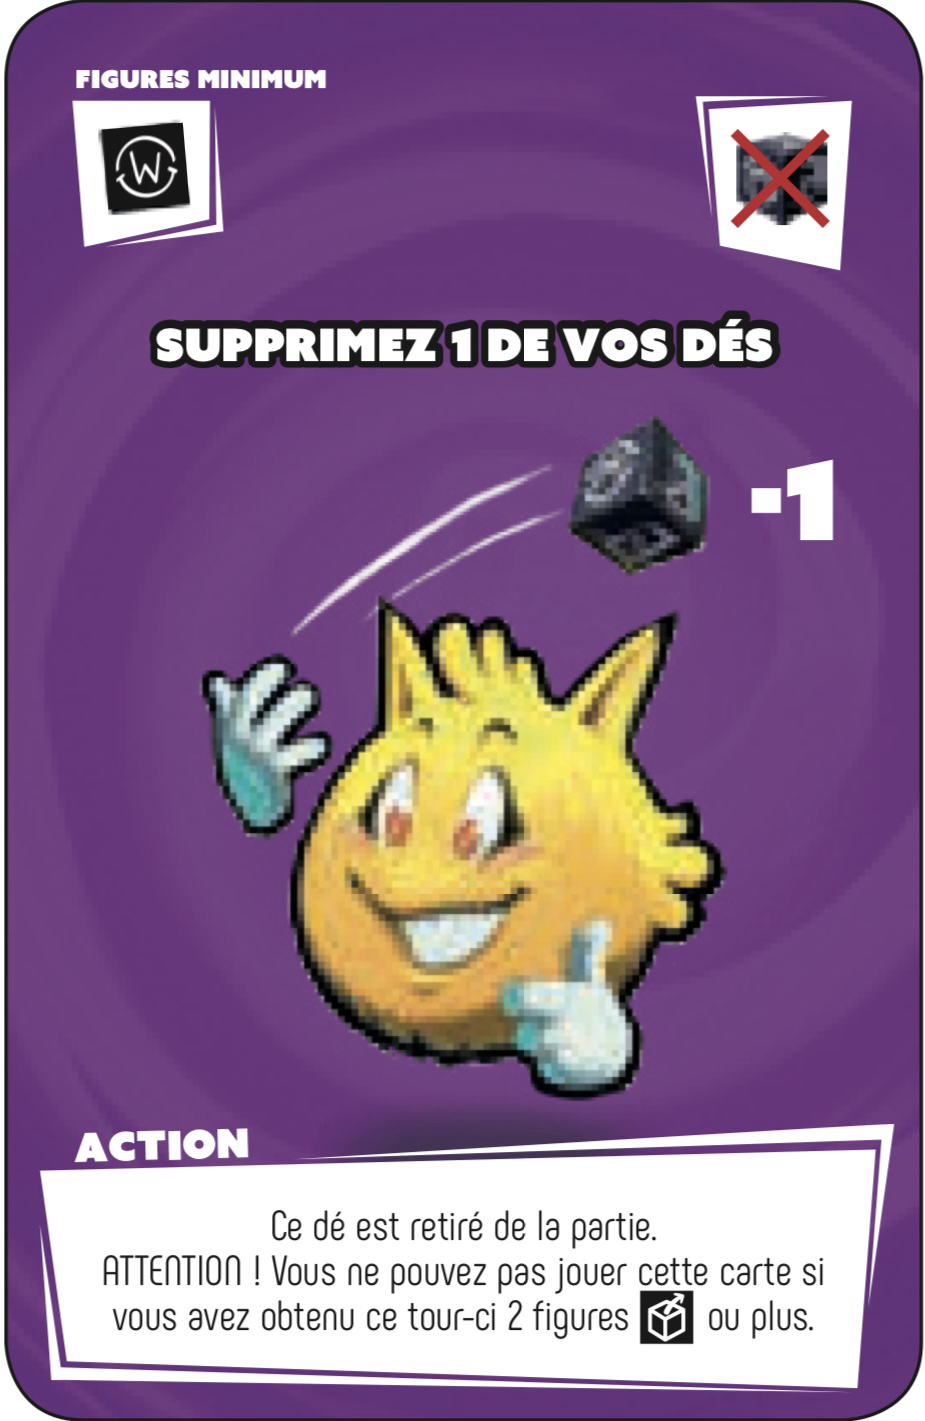 FIGURES MINIMUM
W
SUPPRIMEZ 1 DE VOS DÉS
-1
ACTION
Ce dé est retiré de la partie.
ATTENTION ! Vous ne pouvez pas jouer cette carte si
vous avez obtenu ce tour-ci 2 figures ou plus.